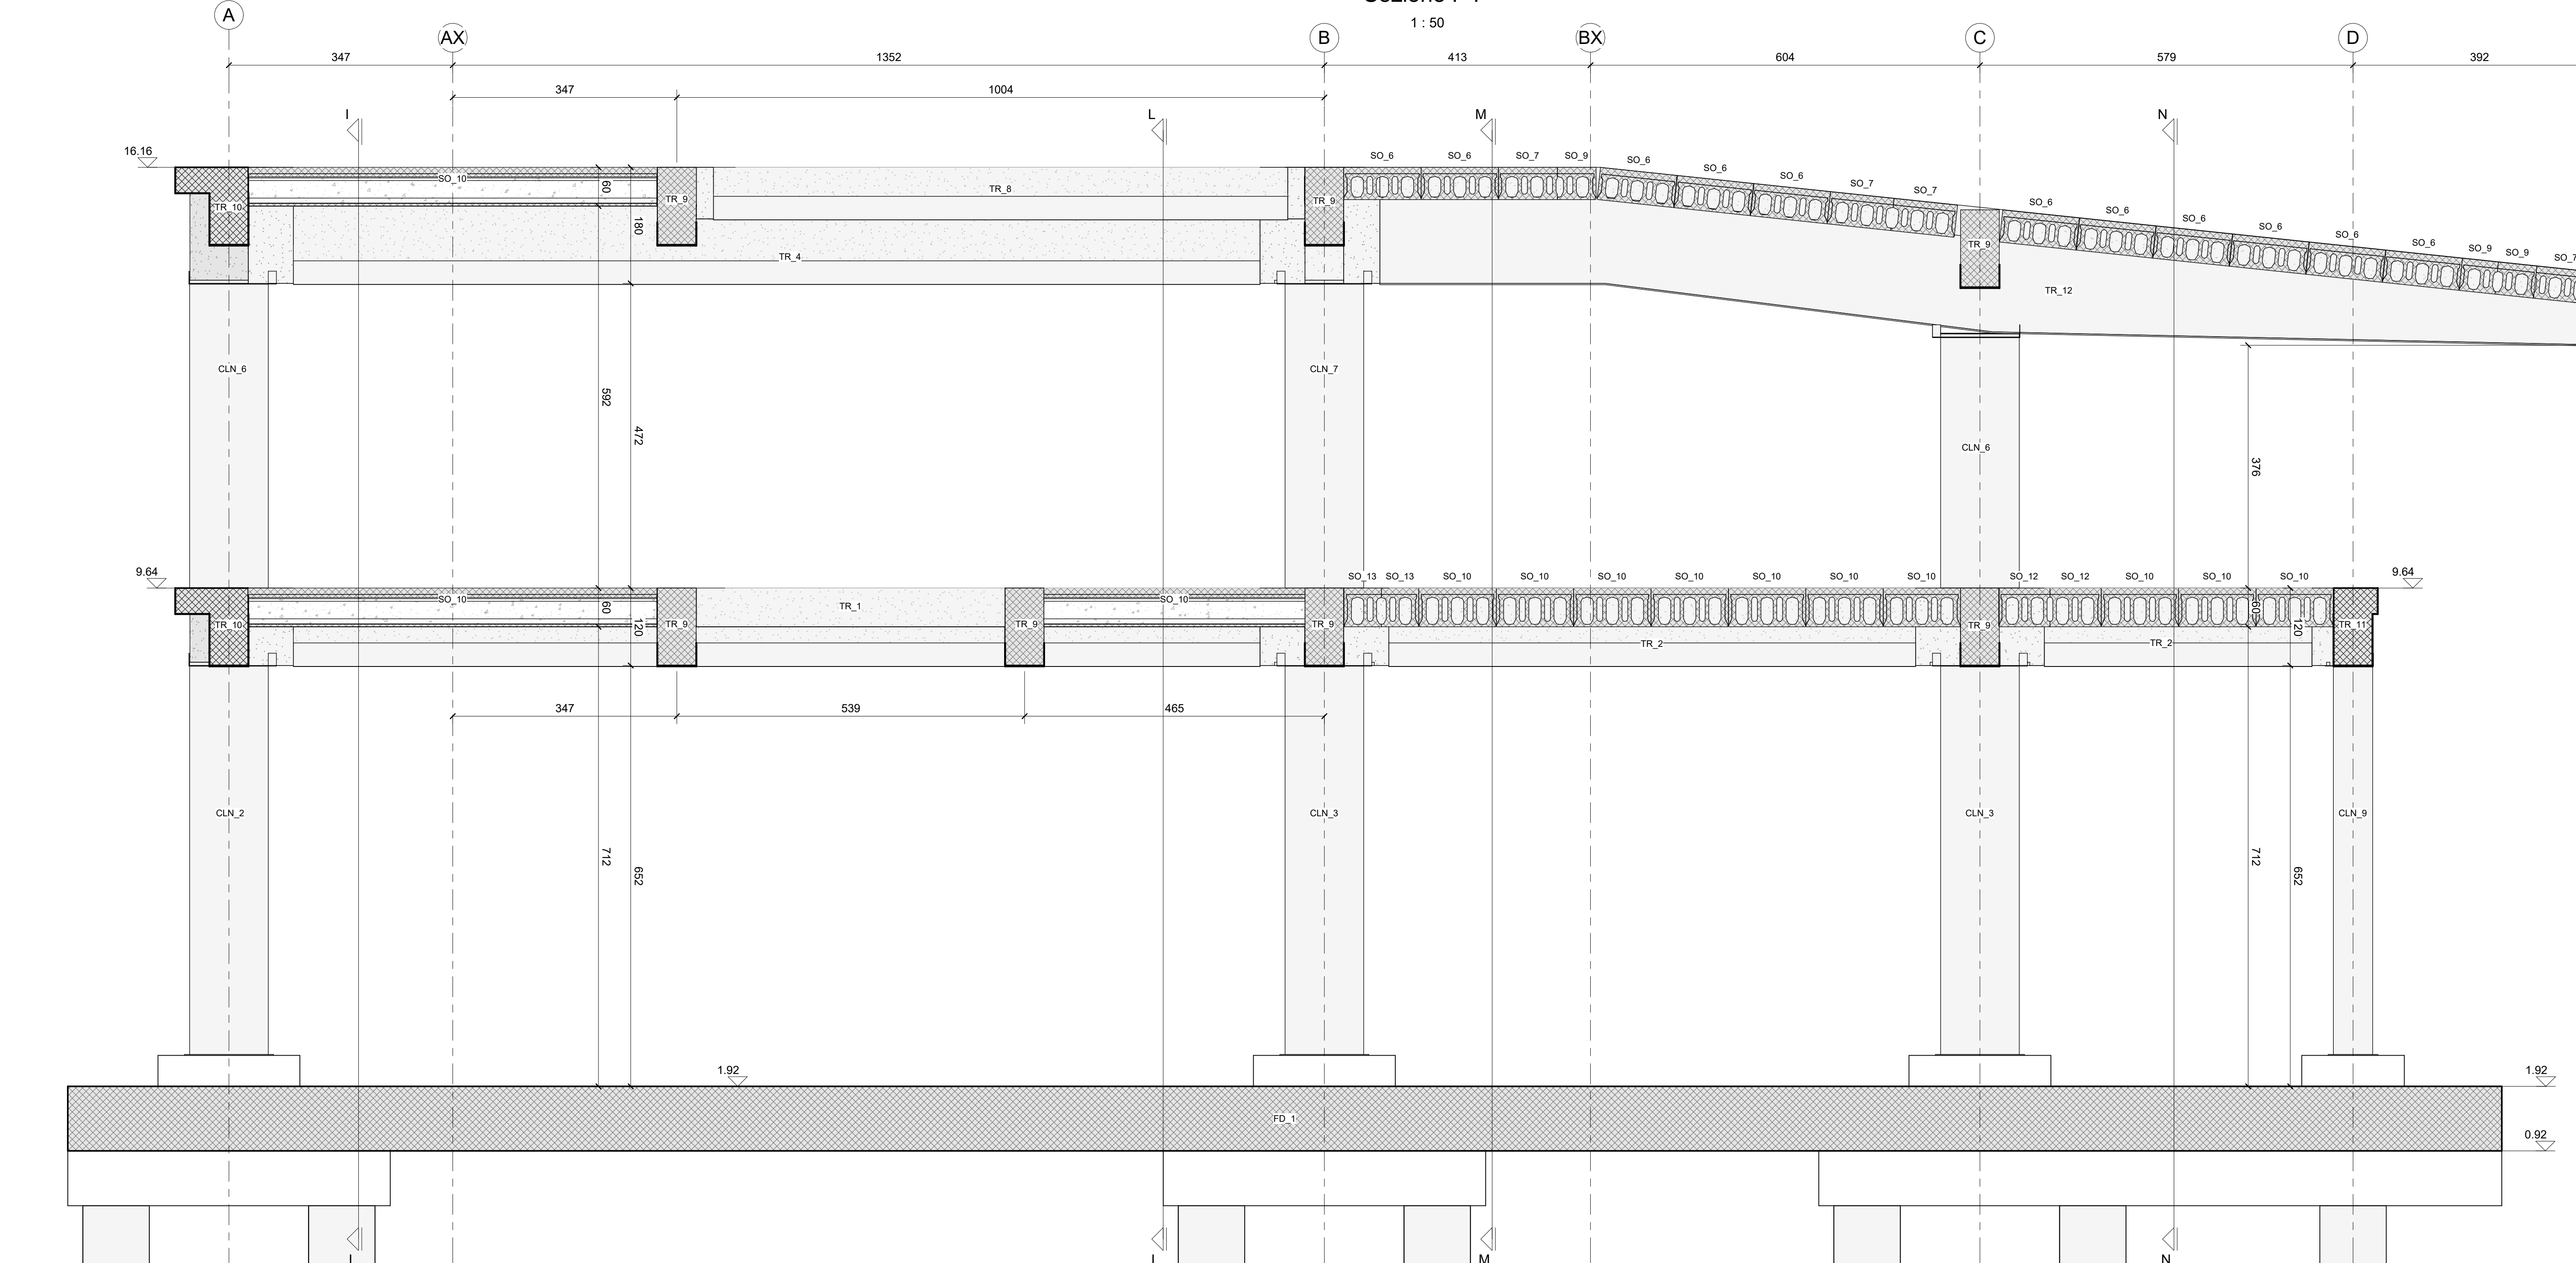 1 : 50
A
AX
B
BX
C
D
347
1352
413
604
579
392
347
1004
I
L
M
N
16.16
SO_6
SO_6
SO_7
SO_9
SO_6
SO_6
SO_6
SO_7
SO_7
SO_6
SO_6
SO_6
SO_6
SO_6
SO_6
SO_9
SO_9
SO_7
SO_10
60
TR_8
TR_10
TR_9
TR_9
180
TR_4
TR_9
TR_12
CLN_6
CLN_7
592
472
CLN_6
376
9.64
SO_13
SO_13
SO_10
SO_10
SO_10
SO_10
SO_10
SO_10
SO_10
SO_12
SO_12
SO_10
SO_10
SO_10
9.64
SO_10
60
TR_1
SO_10
60
TR_10
120
TR_9
TR_9
TR_9
TR_9
120
TR_11
TR_2
TR_2
347
539
465
CLN_2
CLN_3
CLN_3
CLN_9
712
652
712
652
1.92
1.92
FD_1
0.92
M
N